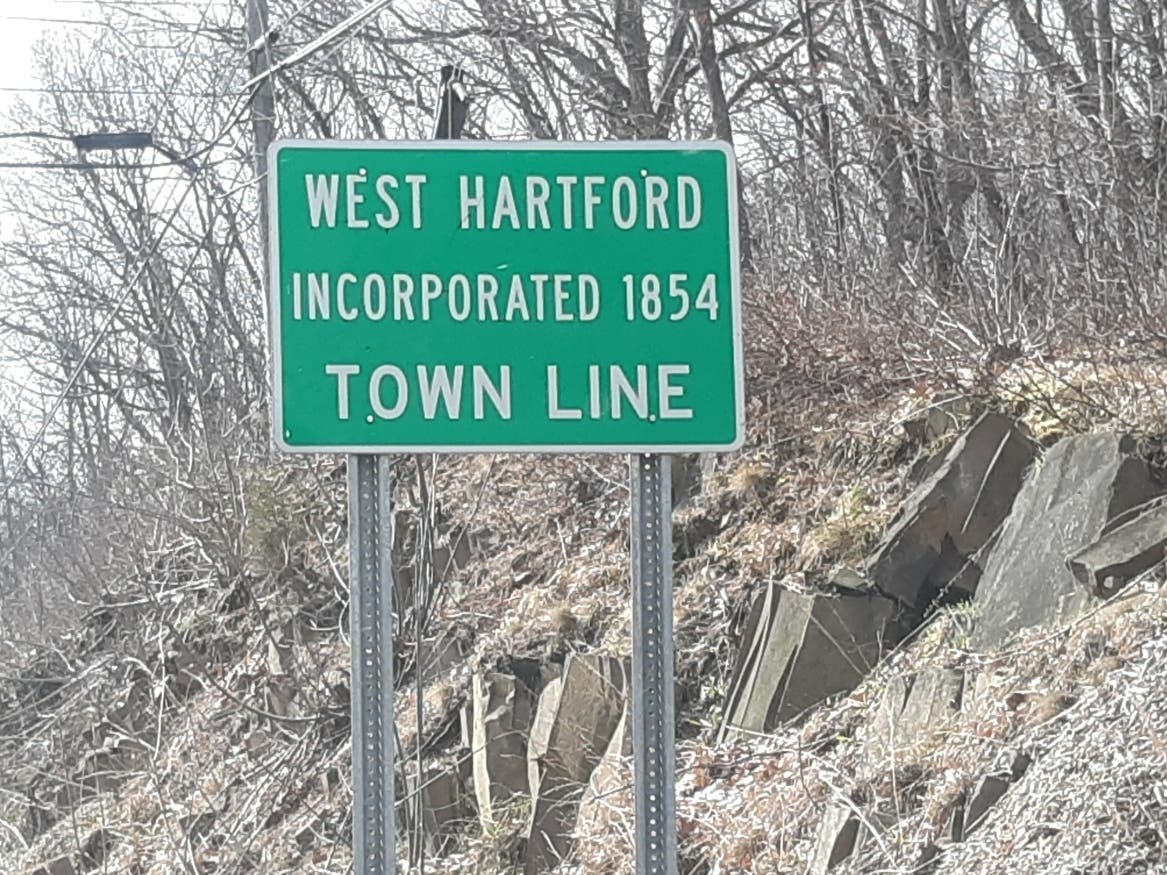 WEST HARTFORD
INCORPORATED 1854
TOWN LINE